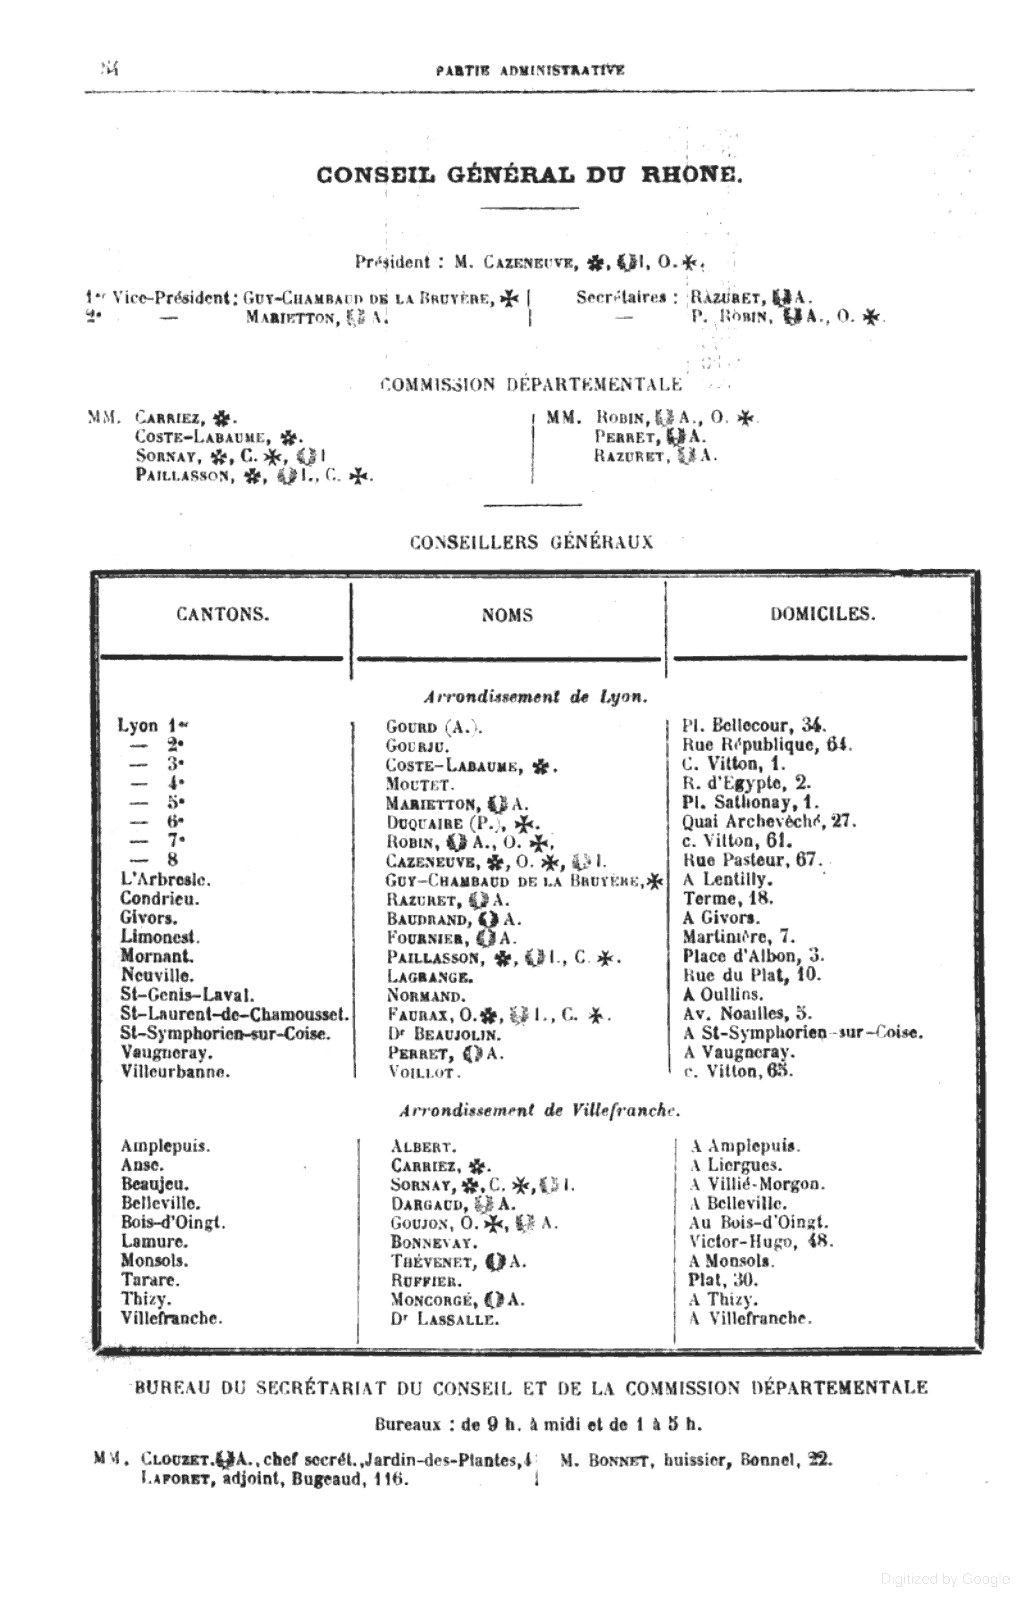 84 PARTIE ADMINISTRATIVE
CONSEIL GÉNÉRAL DU RHÔNE.
Président : M. CAZENEUVE, ✽, ❦ I, O. ✠.
1er Vice-Président : GUY-CHAMBAUD DE LA BRUYÈRE, ✠ | Secrétaires : RAZURET, ❦ A.
2e — MARIETTON, ❦ A. | — P. ROBIN, ❦ A., O. ✠.
COMMISSION DÉPARTEMENTALE
MM. CARRIEZ, ✽. | MM. ROBIN, ❦ A., O. ✠.
COSTE-LABAUME, ✽. PERRET, ❦ A.
SORNAY, ✽, C. ✠, ❦ I RAZURET, ❦ A.
PAILLASSON, ✽, ❦ I., C. ✠.
CONSEILLERS GÉNÉRAUX
CANTONS. NOMS DOMICILES.
Arrondissement de Lyon.
Lyon 1er GOURD (A.). Pl. Bellecour, 34.
— 2e GOURJU. Rue République, 64.
— 3e COSTE-LABAUME, ✽. C. Vitton, 1.
— 4e MOUTET. R. d'Egypte, 2.
— 5e MARIETTON, ❦ A. Pl. Sathonay, 1.
— 6e DUQUAIRE (P.), ✠. Quai Archevêché, 27.
— 7e ROBIN, ❦ A., O. ✠. c. Vitton, 61.
— 8 CAZENEUVE, ✽, O. ✠, ❦ I. Rue Pasteur, 67.
L'Arbresle. GUY-CHAMBAUD DE LA BRUYÈRE, ✠ A Lentilly.
Condrieu. RAZURET, ❦ A. Terme, 18.
Givors. BAUDRAND, ❦ A. A Givors.
Limonest. FOURNIER, ❦ A. Martinière, 7.
Mornant. PAILLASSON, ✽, ❦ I., C. ✠. Place d'Albon, 3.
Neuville. LAGRANGE. Rue du Plat, 10.
St-Genis-Laval. NORMAND. A Oullins.
St-Laurent-de-Chamousset. FAURAX, O. ✽, ❦ I., C. ✠. Av. Noailles, 5.
St-Symphorien-sur-Coise. Dr BEAUJOLIN. A St-Symphorien-sur-Coise.
Vaugneray. PERRET, ❦ A. A Vaugneray.
Villeurbanne. VOILLOT. c. Vitton, 65.
Arrondissement de Villefranche.
Amplepuis. ALBERT. A Amplepuis.
Anse. CARRIEZ, ✽. A Liergues.
Beaujeu. SORNAY, ✽, C. ✠, ❦ I. A Villié-Morgon.
Belleville. DARGAUD, ❦ A. A Belleville.
Bois-d'Oingt. GOUJON, O. ✠, ❦ A. Au Bois-d'Oingt.
Lamure. BONNEVAY. Victor-Hugo, 48.
Monsols. THÉVENET, ❦ A. A Monsols.
Tarare. RUFFIER. Plat, 30.
Thizy. MONCORGÉ, ❦ A. A Thizy.
Villefranche. Dr LASSALLE. A Villefranche.
BUREAU DU SECRÉTARIAT DU CONSEIL ET DE LA COMMISSION DÉPARTEMENTALE
Bureaux : de 9 h. à midi et de 1 à 5 h.
MM. CLOUZET, ❦ A., chef secrét., Jardin-des-Plantes, M. BONNET, huissier, Bonnel, 22.
LAFORET, adjoint, Bugeaud, 116.
Digitized by Google